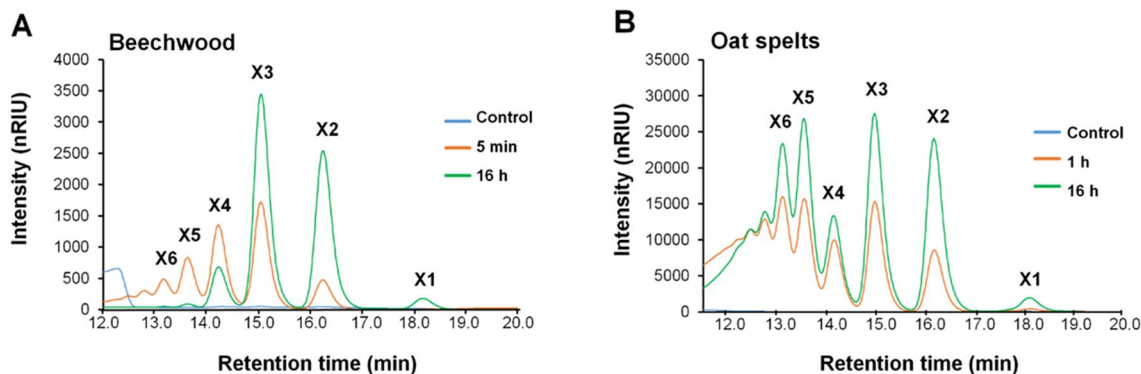 A
Beechwood
Intensity (nRIU)
4000
3500
3000
2500
2000
1500
1000
500
0
X6
X5
X4
X3
X2
X1
Control
5 min
16 h
12.0 13.0 14.0 15.0 16.0 17.0 18.0 19.0 20.0
Retention time (min)
B
Oat spelts
Intensity (nRIU)
35000
30000
25000
20000
15000
10000
5000
0
X6
X5
X4
X3
X2
X1
Control
1 h
16 h
12.0 13.0 14.0 15.0 16.0 17.0 18.0 19.0 20.0
Retention time (min)